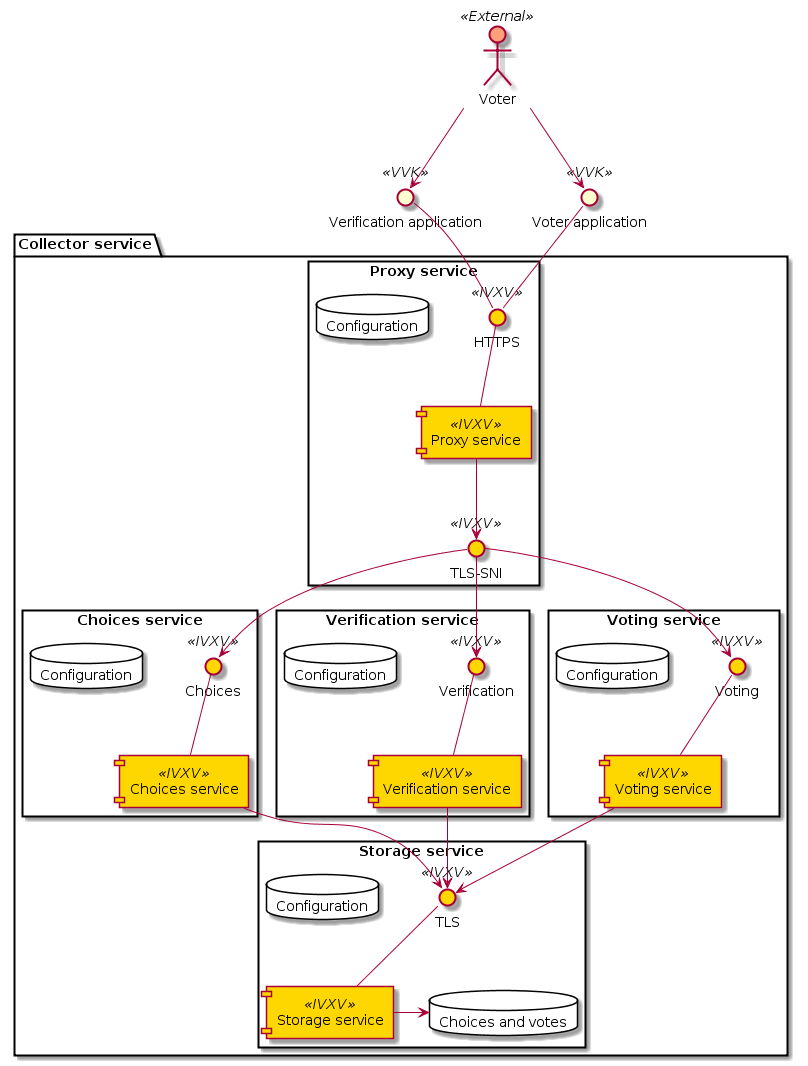 «External»
Voter
«VVK»
«VVK»
Verification application
Voter application
Collector service
Proxy service
«IVXV»
Configuration
HTTPS
«IVXV»
Proxy service
«IVXV»
TLS-SNI
Choices service
Verification service
Voting service
«IVXV»
«IVXV»
«IVXV»
Configuration
Configuration
Configuration
Choices
Verification
Voting
«IVXV»
Choices service
«IVXV»
Verification service
«IVXV»
Voting service
Storage service
«IVXV»
Configuration
TLS
«IVXV»
Storage service
Choices and votes